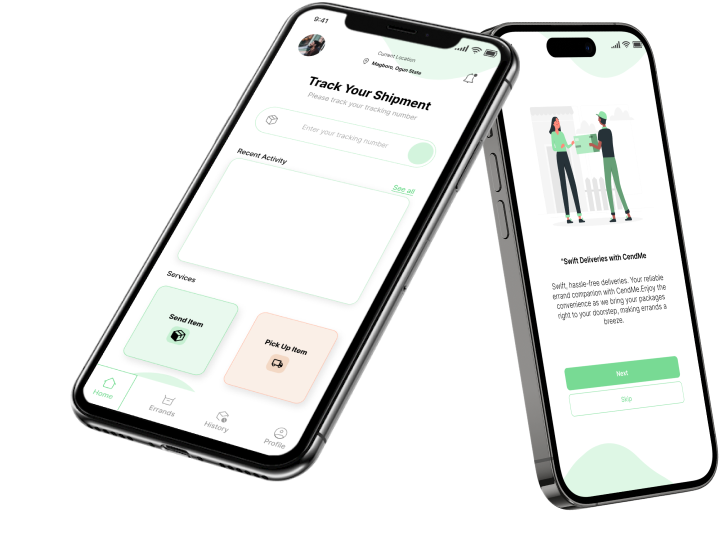 9:41
Current Location
Magboro, Ogun State
Track Your Shipment
Please track your tracking number
Enter your tracking number
Recent Activity
See all
Services
Send Item
Pick Up Item
Home
Errands
History
Profile
"Swift Deliveries with CendMe
Swift, hassle-free deliveries. Your reliable
errand companion with CendMe.Enjoy the
convenience as we bring your packages
right to your doorstep, making errands a
breeze.
Next
Skip